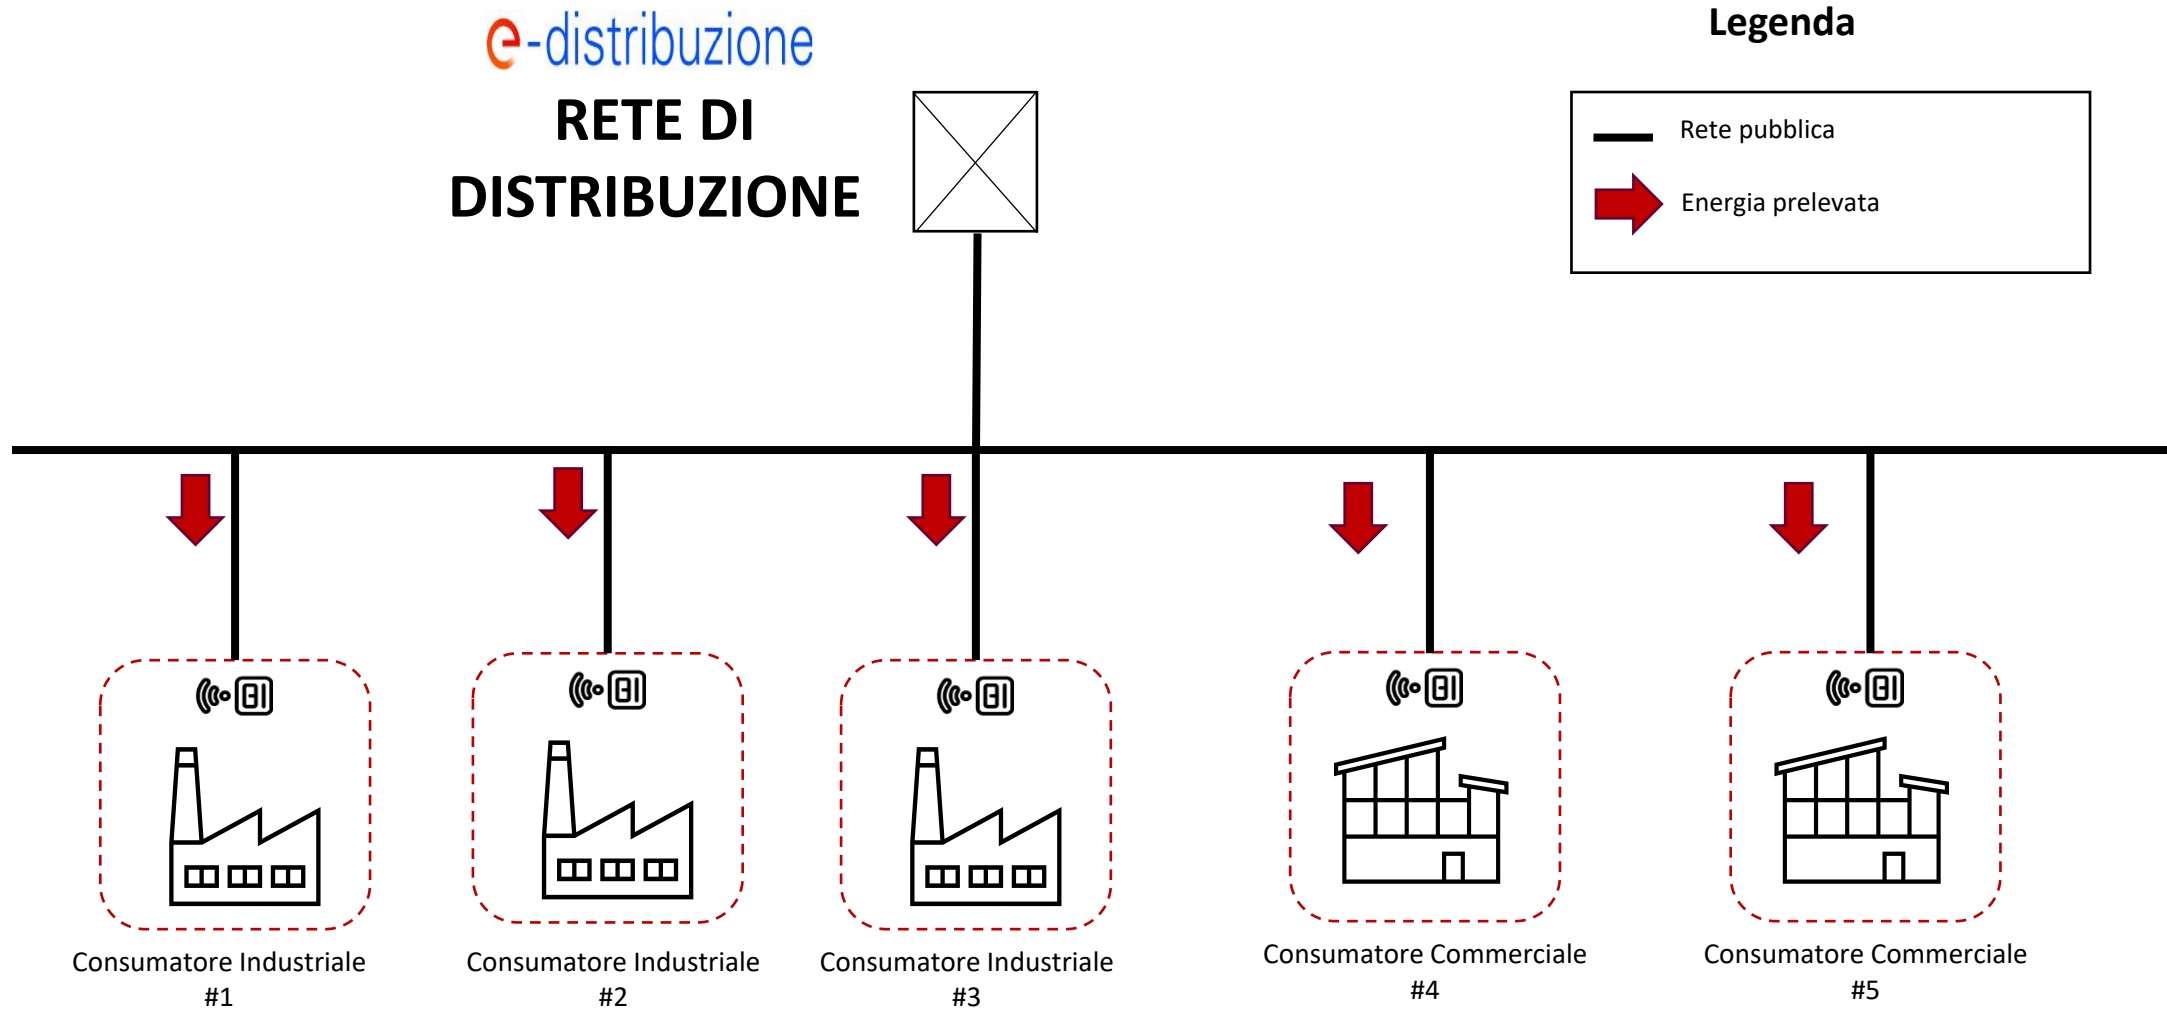 e-distribuzione
RETE DI
DISTRIBUZIONE
Legenda
Rete pubblica
Energia prelevata
Consumatore Industriale
#1
Consumatore Industriale
#2
Consumatore Industriale
#3
Consumatore Commerciale
#4
Consumatore Commerciale
#5